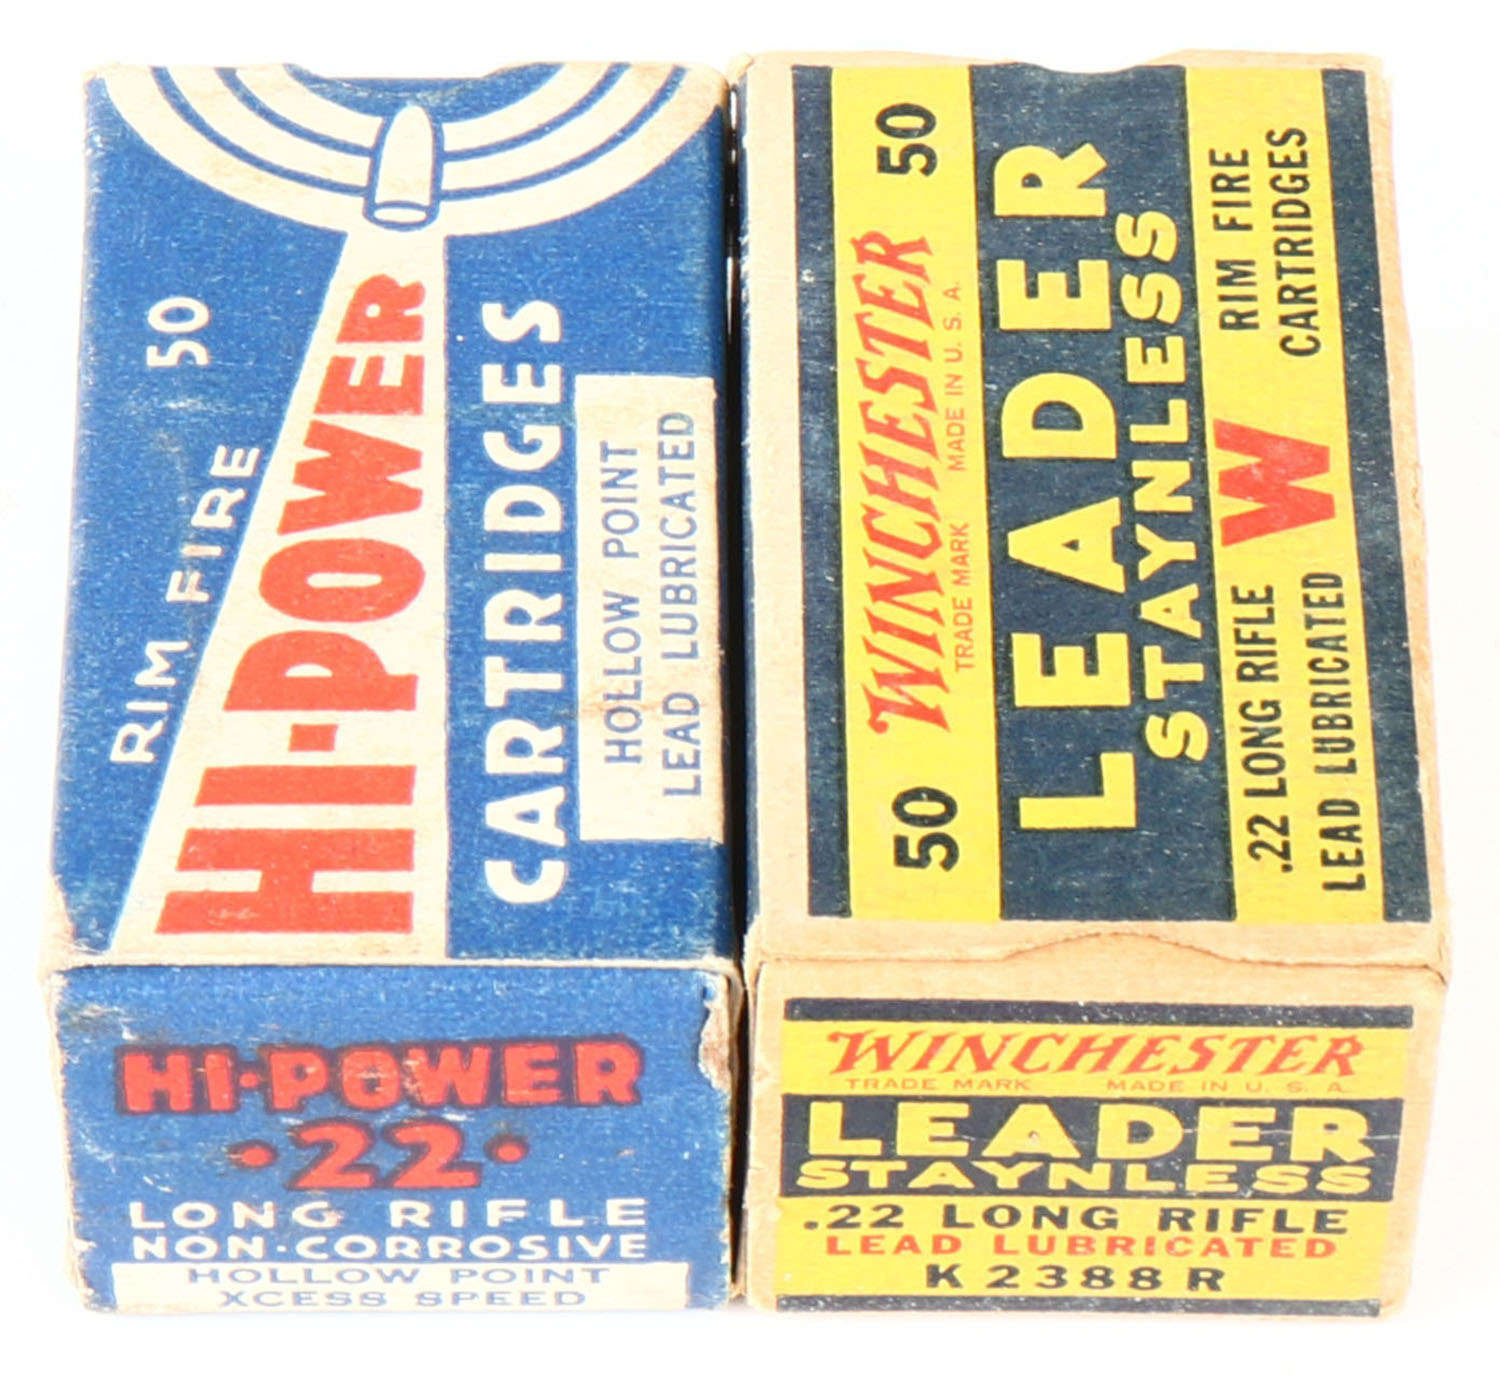 50
RIM FIRE
HI-POWER
CARTRIDGES
HOLLOW POINT
LEAD LUBRICATED
HI-POWER
·22·
LONG RIFLE
NON-CORROSIVE
HOLLOW POINT
XCESS SPEED
50 WINCHESTER 50
TRADE MARK MADE IN U. S. A.
LEADER
STAYNLESS
.22 LONG RIFLE W RIM FIRE
LEAD LUBRICATED CARTRIDGES
WINCHESTER
TRADE MARK MADE IN U. S. A.
LEADER
STAYNLESS
.22 LONG RIFLE
LEAD LUBRICATED
K2388R